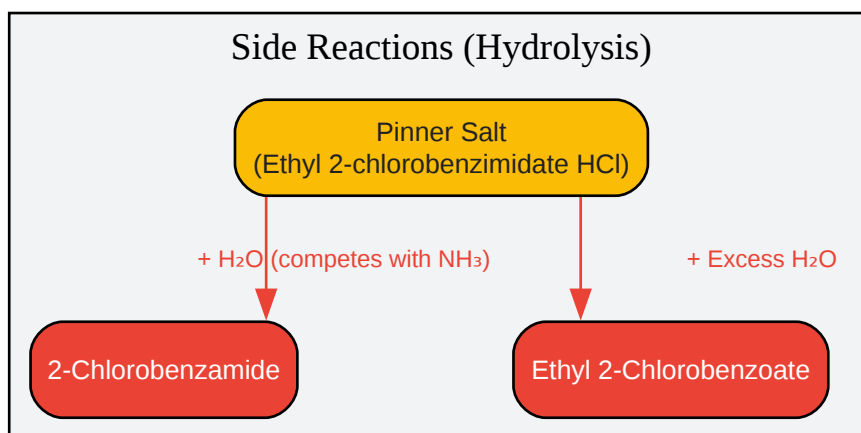 Side Reactions (Hydrolysis)
Pinner Salt
(Ethyl 2-chlorobenzimidate HCl)
+ H₂O (competes with NH₃)
+ Excess H₂O
2-Chlorobenzamide
Ethyl 2-Chlorobenzoate